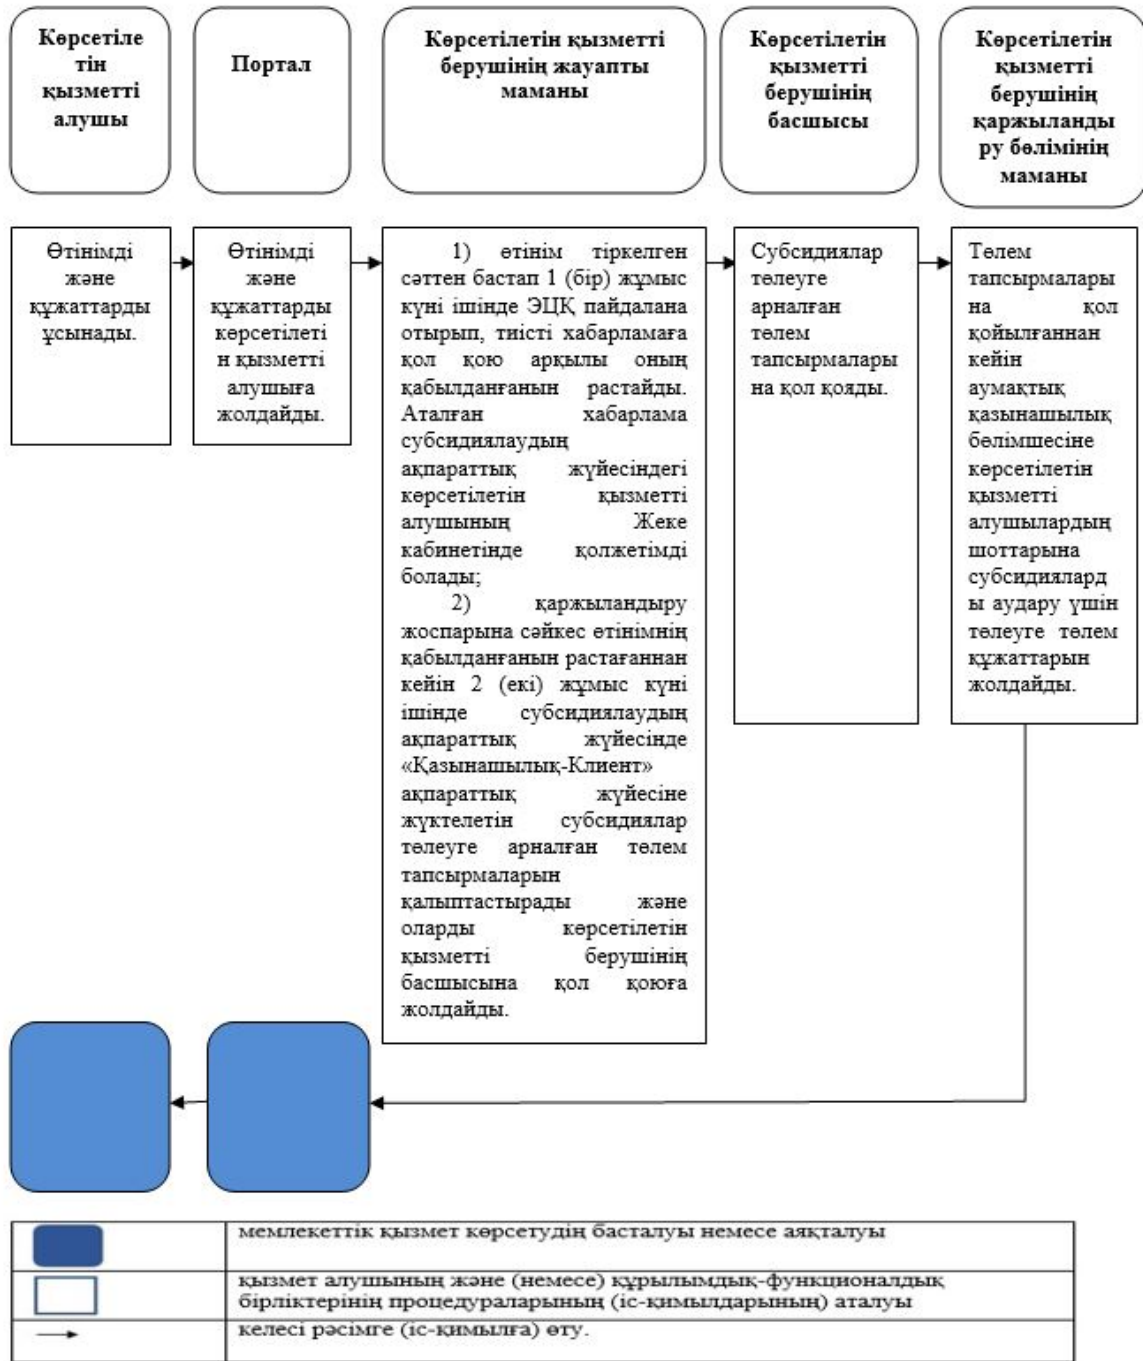 Көрсетіле
тін
қызметті
алушы
Портал
Көрсетілетін қызметті
берушінің жауапты
маманы
Көрсетілетін
қызметті
берушінің
басшысы
Көрсетілетін
қызметті
берушінің
қаржыланды
ру бөлімінің
маманы
Өтінімді
және
құжаттарды
ұсынады.
Өтінімді
және
құжаттарды
көрсетілеті
н қызметті
алушыға
жолдайды.
1) өтінім тіркелген
сәттен бастап 1 (бір) жұмыс
күні ішінде ЭЦҚ пайдалана
отырып, тиісті хабарламаға
қол қою арқылы оның
қабылданғанын растайды.
Аталған хабарлама
субсидиялаудың
ақпараттық жүйесіндегі
көрсетілетін қызметті
алушының Жеке
кабинетінде қолжетімді
болады;
2) қаржыландыру
жоспарына сәйкес өтінімнің
қабылданғанын растағаннан
кейін 2 (екі) жұмыс күні
ішінде субсидиялаудың
ақпараттық жүйесінде
«Қазынашылық-Клиент»
ақпараттық жүйесіне
жүктелетін субсидиялар
төлеуге арналған төлем
тапсырмаларын
қалыптастырады және
оларды көрсетілетін
қызметті берушінің
басшысына қол қоюға
жолдайды.
Субсидиялар
төлеуге
арналған
төлем
тапсырмалары
на қол қояды.
Төлем
тапсырмалары
на қол
қойылғаннан
кейін
аумақтық
қазынашылық
бөлімшесіне
көрсетілетін
қызметті
алушылардың
шоттарына
субсидиялард
ы аудару үшін
төлеуге төлем
құжаттарын
жолдайды.
мемлекеттік қызмет көрсетудің басталуы немесе аяқталуы
қызмет алушының және (немесе) құрылымдық-функционалдық
бірліктерінің процедураларының (іс-қимылдарының) аталуы
келесі рәсімге (іс-қимылға) өту.